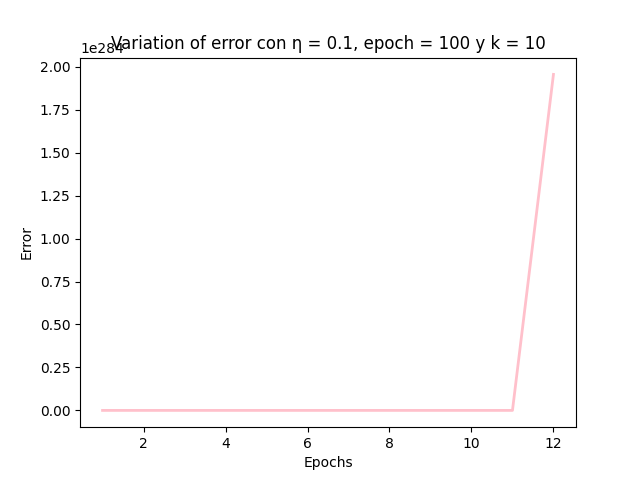 Variation of error con η = 0.1, epoch = 100 y k = 10
1e284
2.00
1.75
1.50
1.25
1.00
0.75
0.50
0.25
0.00
Error
2 4 6 8 10 12
Epochs